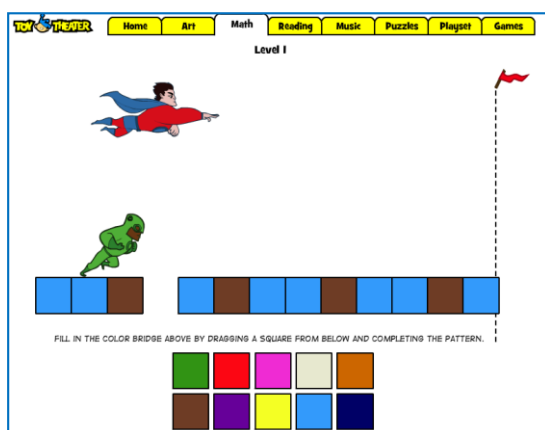 TOY THEATER Home Art Math Reading Music Puzzles Playset Games
Level 1
FILL IN THE COLOR BRIDGE ABOVE BY DRAGGING A SQUARE FROM BELOW AND COMPLETING THE PATTERN.